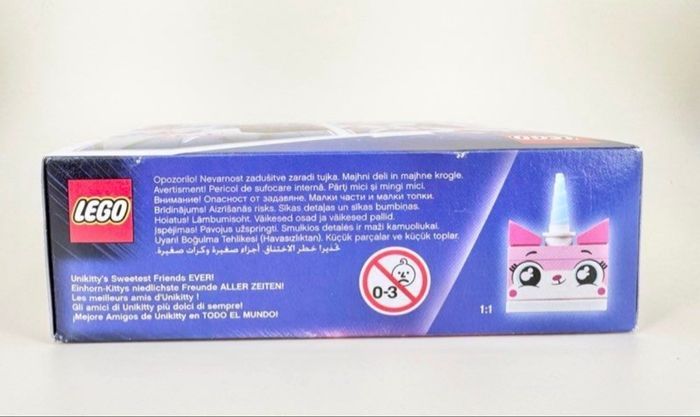 LEGO
LEGO
Opozorilo! Nevarnost zadušitve zaradi tujka. Majhni deli in majhne krogle.
Avertisment! Pericol de sufocare internă. Părţi mici şi mingi mici.
Внимание! Опасност от задавяне. Малки части и малки топки.
Brīdinājums! Aizrīšanās risks. Sīkas detaļas un sīkas bumbiņas.
Hoiatus! Lämbumisoht. Väikesed osad ja väikesed pallid.
Įspėjimas! Pavojus užspringti. Smulkios detalės ir maži kamuoliukai.
Uyarı! Boğulma Tehlikesi (Havasızlıktan). Küçük parçalar ve küçük toplar.
تحذير! خطر الاختناق. أجزاء صغيرة وكرات صغيرة.
Unikitty's Sweetest Friends EVER!
Einhorn-Kittys niedlichste Freunde ALLER ZEITEN!
Les meilleurs amis d'Unikitty !
Gli amici di Unikitty più dolci di sempre!
¡Mejore Amigos de Unikitty en TODO EL MUNDO!
0-3
1:1